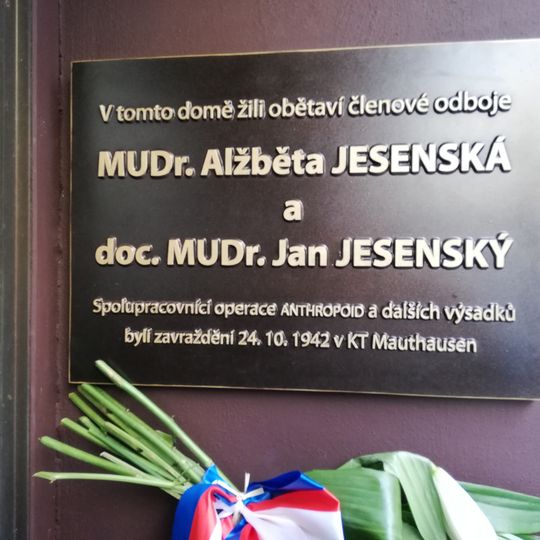 V tomto domě žili obětaví členové odboje
MUDr. Alžběta JESENSKÁ
a
doc. MUDr. Jan JESENSKÝ
Spolupracovníci operace ANTHROPOID a dalších výsadků
byli zavraždění 24. 10. 1942 v KT Mauthausen